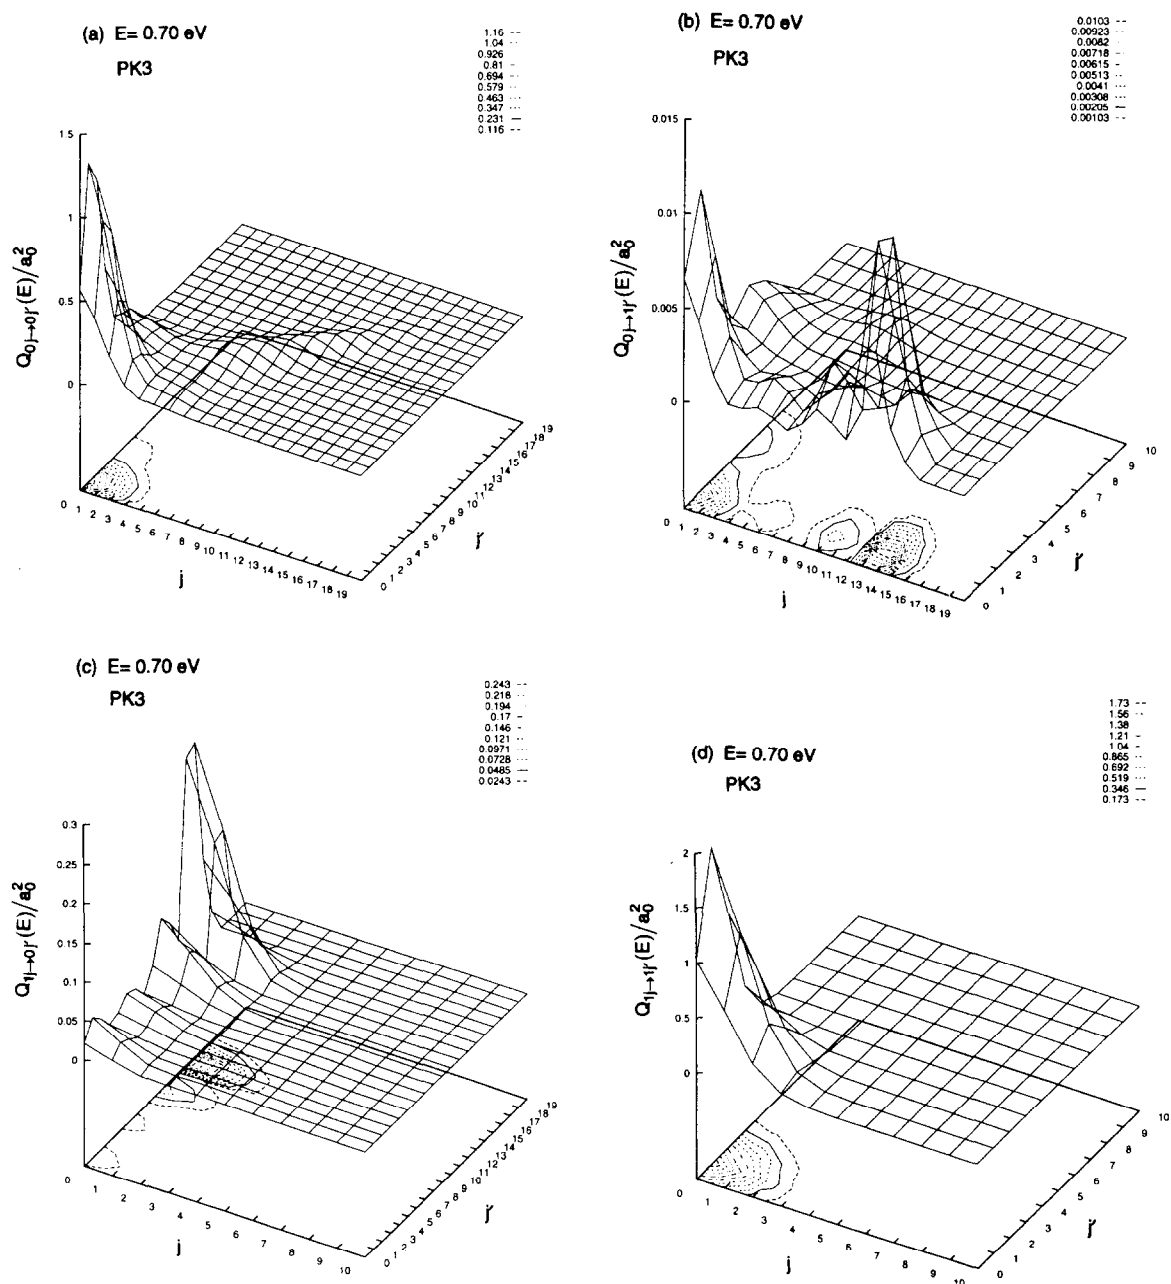 (a) E= 0.70 eV
PK3
1.16
1.04
0.926
0.81
0.694
0.579
0.463
0.347
0.231
0.116
1.5
1
0.5
0
Q0j→0j′(E)/a₀²
0 1 2 3 4 5 6 7 8 9 10 11 12 13 14 15 16 17 18 19
j
0 1 2 3 4 5 6 7 8 9 10 11 12 13 14 15 16 17 18 19
j′
(b) E= 0.70 eV
PK3
0.0103
0.00923
0.0082
0.00718
0.00615
0.00513
0.0041
0.00308
0.00205
0.00103
0.015
0.01
0.005
0
Q0j→1j′(E)/a₀²
0 1 2 3 4 5 6 7 8 9 10 11 12 13 14 15 16 17 18 19
j
0 1 2 3 4 5 6 7 8 9 10
j′
(c) E= 0.70 eV
PK3
0.243
0.218
0.194
0.17
0.146
0.121
0.0971
0.0728
0.0485
0.0243
0.3
0.25
0.2
0.15
0.1
0.05
0
Q1j→0j′(E)/a₀²
0 1 2 3 4 5 6 7 8 9 10
j
0 1 2 3 4 5 6 7 8 9 10 11 12 13 14 15 16 17 18 19
j′
(d) E= 0.70 eV
PK3
1.73
1.56
1.38
1.21
1.04
0.865
0.692
0.519
0.346
0.173
2
1.5
1
0.5
0
Q1j→1j′(E)/a₀²
0 1 2 3 4 5 6 7 8 9 10
j
0 1 2 3 4 5 6 7 8 9 10
j′